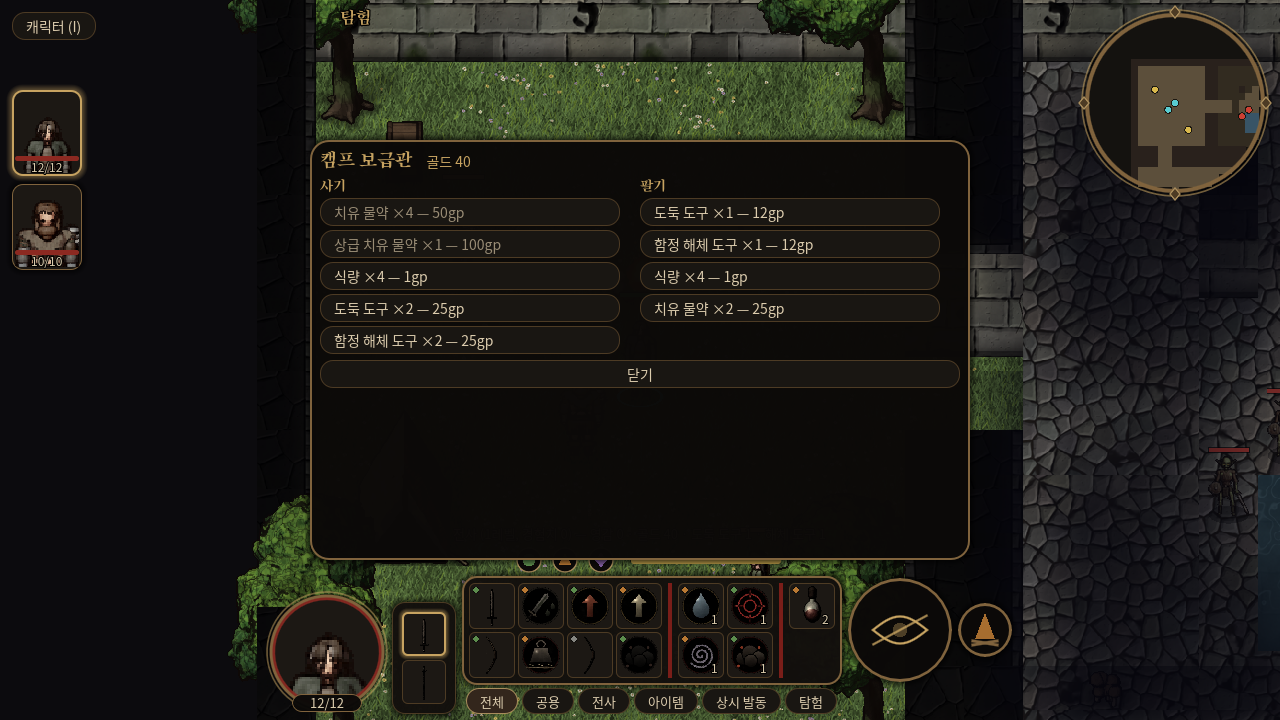 캐릭터 (I)
탐험
12/12
10/10
캠프 보급관 골드 40
사기
치유 물약 ×4 — 50gp
상급 치유 물약 ×1 — 100gp
식량 ×4 — 1gp
도둑 도구 ×2 — 25gp
함정 해체 도구 ×2 — 25gp
팔기
도둑 도구 ×1 — 12gp
함정 해체 도구 ×1 — 12gp
식량 ×4 — 1gp
치유 물약 ×2 — 25gp
닫기
1
1
2
1
1
12/12
전체
공용
전사
아이템
상시 발동
탐험